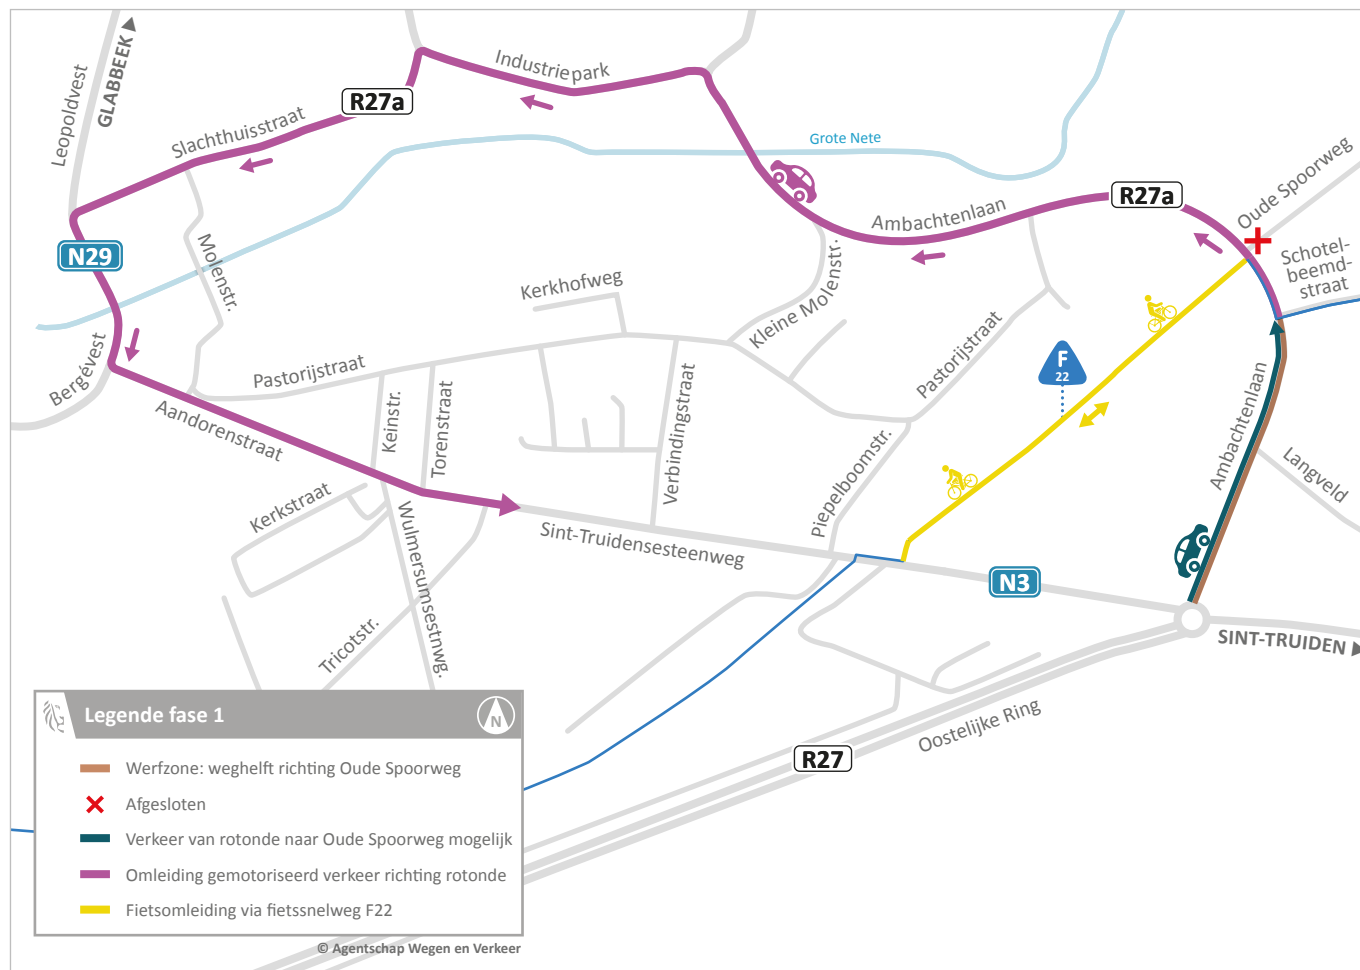 Leopoldvest
GLABBEEK
Industriepark
R27a
Slachthuisstraat
Grote Nete
Oude Spoorweg
R27a
Ambachtenlaan
N29
Molenstr.
Schotel-
beemd-
straat
Kerkhofweg
Kleine Molenstr.
Pastorijstraat
Bergévest
Pastorijstraat
F
22
Aandorenstraat
Keinstr.
Torenstraat
Verbindingstraat
Ambachtenlaan
Langveld
Piepelboomstr.
Kerkstraat
Wulmersumsestnwg.
Sint-Truidensesteenweg
N3
Tricotstr.
SINT-TRUIDEN
Oostelijke Ring
R27
Legende fase 1
N
Werfzone: weghelft richting Oude Spoorweg
Afgesloten
Verkeer van rotonde naar Oude Spoorweg mogelijk
Omleiding gemotoriseerd verkeer richting rotonde
Fietsomleiding via fietssnelweg F22
© Agentschap Wegen en Verkeer